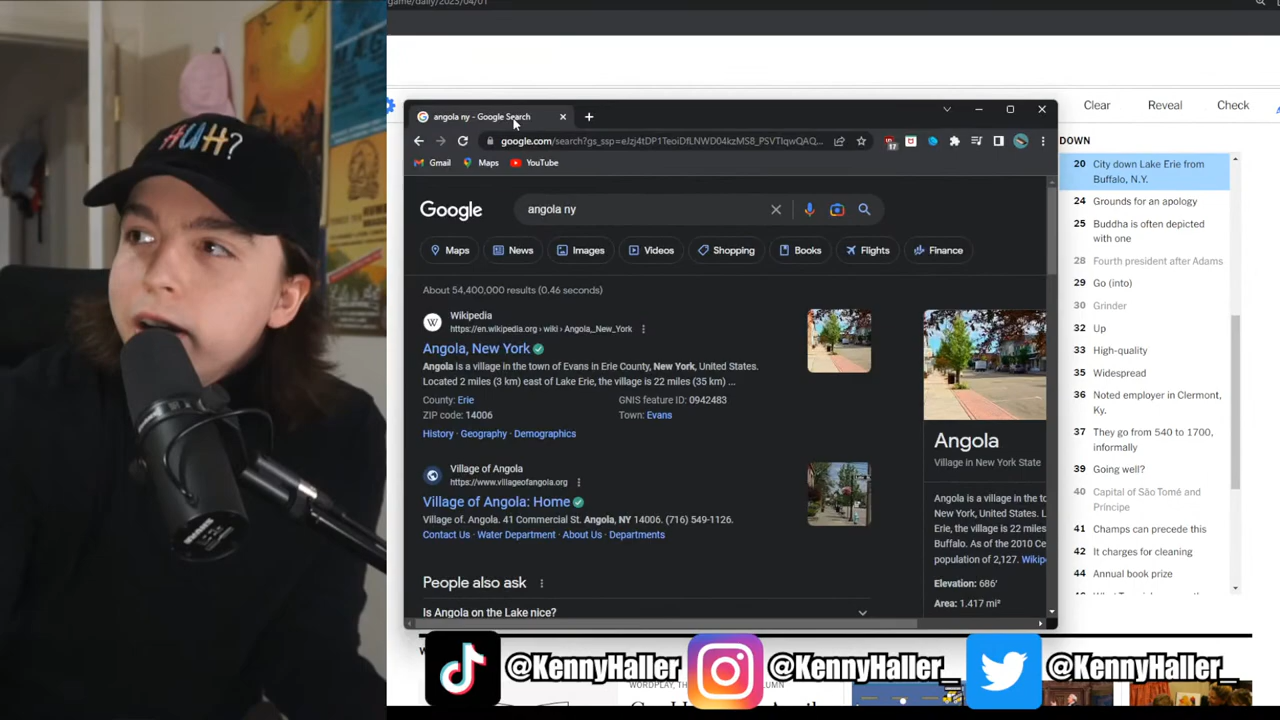 game/daily/2023/04/01
HUH?
angola ny - Google Search
google.com/search?gs_ssp=eJzj4tDP1TeoiDfLNWD04kzMS8_PSVTIqwQAQ...
Gmail
Maps
YouTube
Google
angola ny
Maps
News
Images
Videos
Shopping
Books
Flights
Finance
About 54,400,000 results (0.46 seconds)
W
Wikipedia
https://en.wikipedia.org › wiki › Angola,_New_York
Angola, New York
Angola is a village in the town of Evans in Erie County, New York, United States.
Located 2 miles (3 km) east of Lake Erie, the village is 22 miles (35 km) ...
County: Erie
GNIS feature ID: 0942483
ZIP code: 14006
Town: Evans
History · Geography · Demographics
Village of Angola
https://www.villageofangola.org
Village of Angola: Home
Village of. Angola. 41 Commercial St. Angola, NY 14006. (716) 549-1126.
Contact Us · Water Department · About Us · Departments
People also ask
Is Angola on the Lake nice?
Angola
Village in New York State
Angola is a village in the to
New York, United States. L
Erie, the village is 22 miles
Buffalo. As of the 2010 Ce
population of 2,127. Wikip
Elevation: 686′
Area: 1.417 mi²
Clear
Reveal
Check
DOWN
20 City down Lake Erie from
Buffalo, N.Y.
24 Grounds for an apology
25 Buddha is often depicted
with one
28 Fourth president after Adams
29 Go (into)
30 Grinder
32 Up
33 High-quality
35 Widespread
36 Noted employer in Clermont,
Ky.
37 They go from 540 to 1700,
informally
39 Going well?
40 Capital of São Tomé and
Príncipe
41 Champs can precede this
42 It charges for cleaning
44 Annual book prize
@KennyHaller
@KennyHaller_
@KennyHaller_